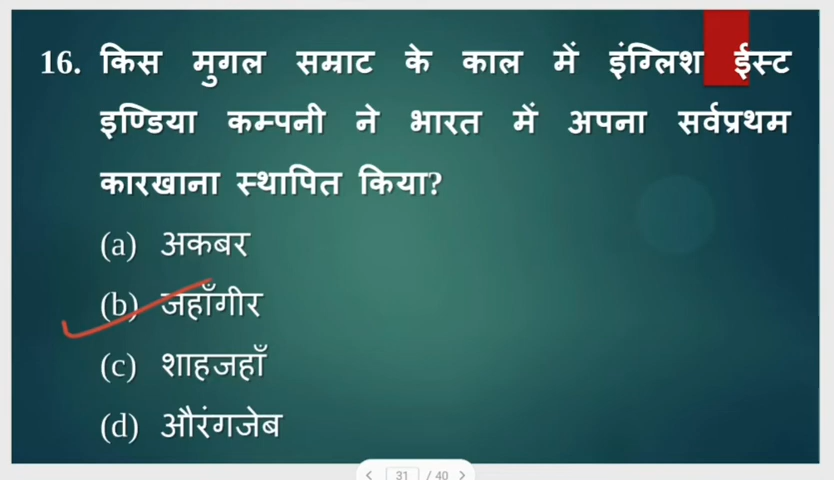 16. किस मुगल सम्राट के काल में इंग्लिश ईस्ट
इण्डिया कम्पनी ने भारत में अपना सर्वप्रथम
कारखाना स्थापित किया?
(a) अकबर
(b) जहाँगीर
(c) शाहजहाँ
(d) औरंगजेब
< 31 / 40 >